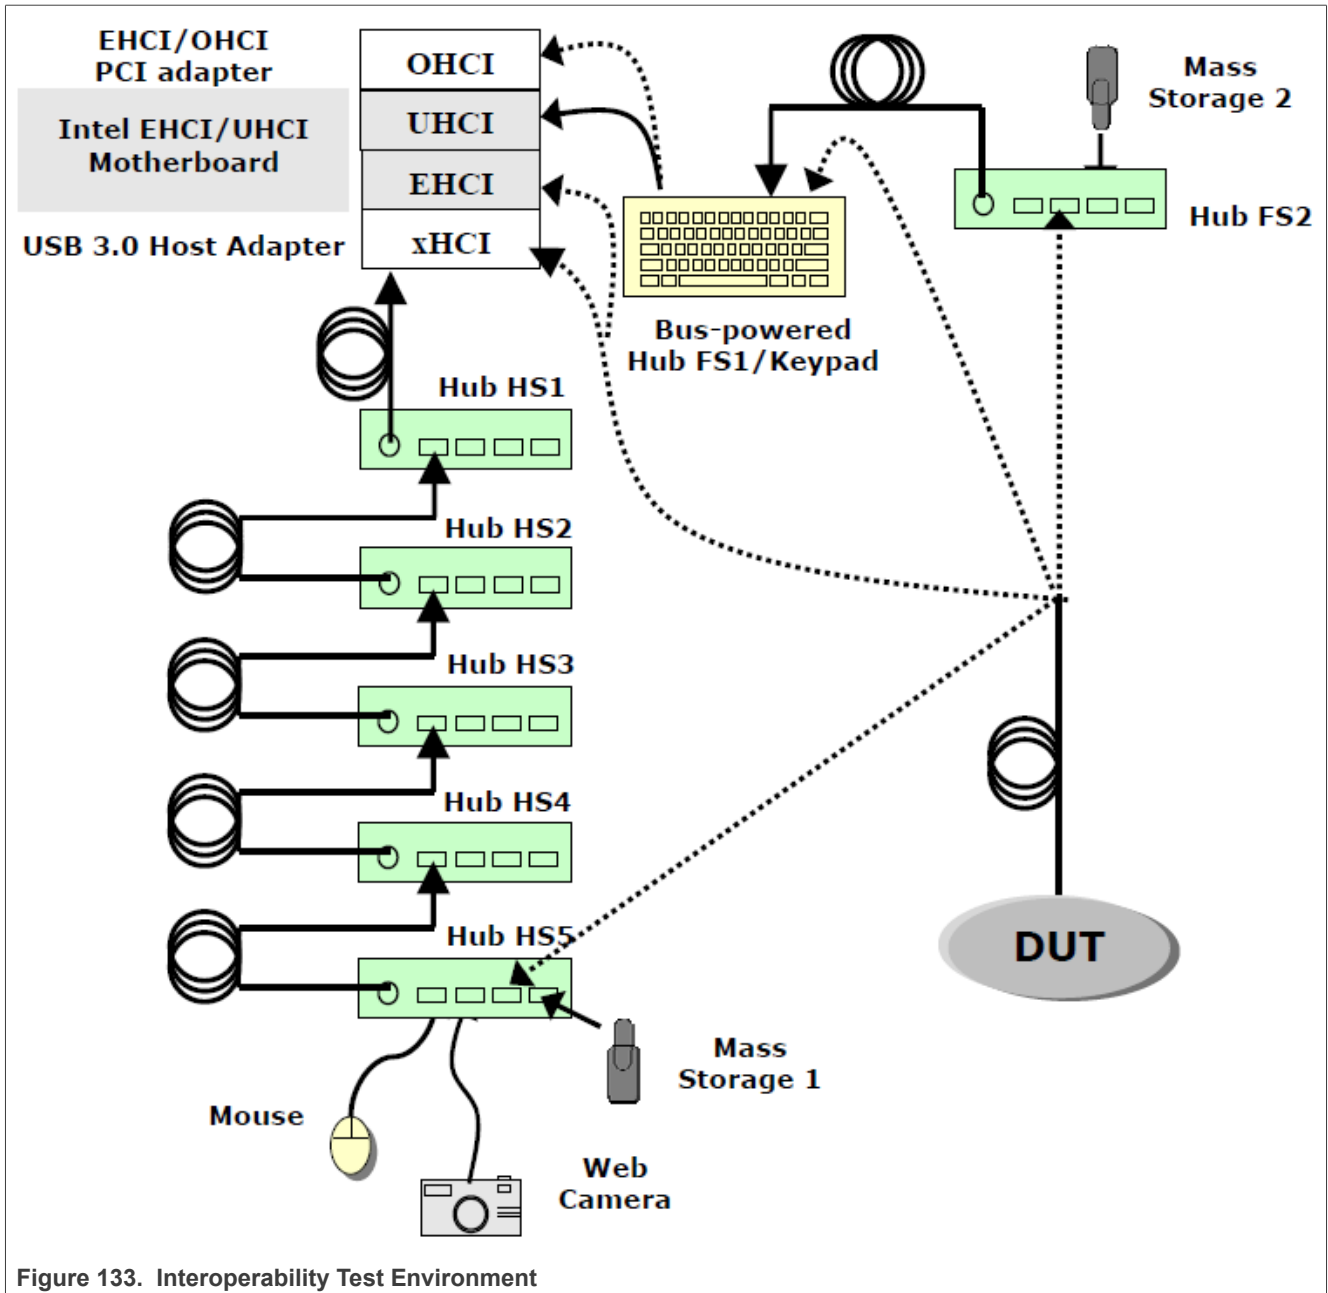 EHCI/OHCI
PCI adapter
Intel EHCI/UHCI
Motherboard
USB 3.0 Host Adapter
OHCI
UHCI
EHCI
xHCI
Mass
Storage 2
Hub FS2
Bus-powered
Hub FS1/Keypad
Hub HS1
Hub HS2
Hub HS3
Hub HS4
Hub HS5
DUT
Mass
Storage 1
Mouse
Web
Camera
Figure 133. Interoperability Test Environment